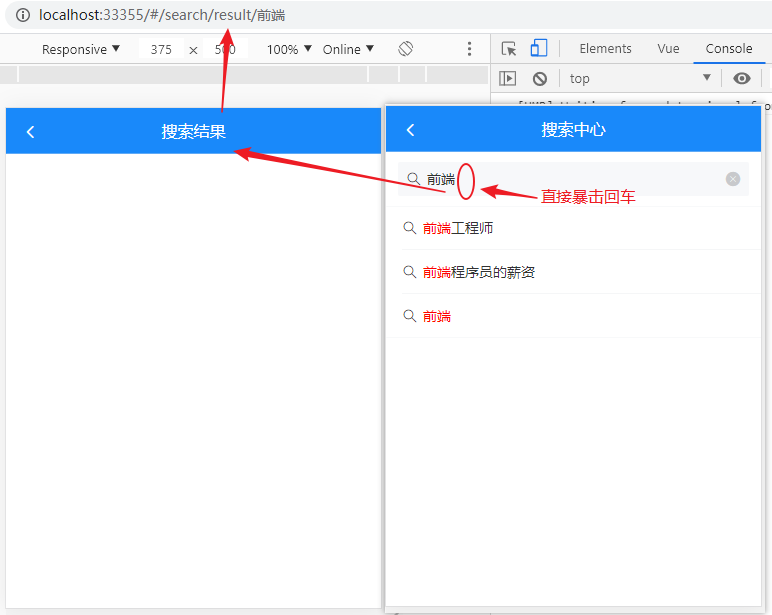 localhost:33355/#/search/result/前端
Responsive ▼ 375 × 500 100% ▼ Online ▼
Elements Vue Console
top ▼
搜索结果
搜索中心
前端
直接暴击回车
前端工程师
前端程序员的薪资
前端